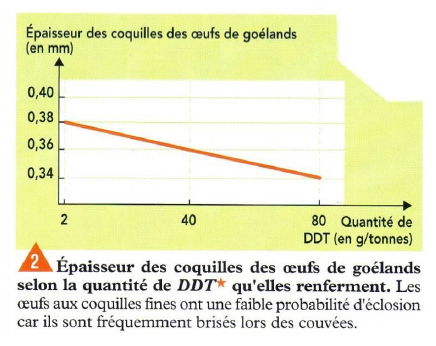 Épaisseur des coquilles des œufs de goélands
(en mm)
0,40
0,38
0,36
0,34
2 40 80 Quantité de
DDT (en g/tonnes)
2 Épaisseur des coquilles des œufs de goélands
selon la quantité de DDT★ qu'elles renferment. Les
œufs aux coquilles fines ont une faible probabilité d'éclosion
car ils sont fréquemment brisés lors des couvées.